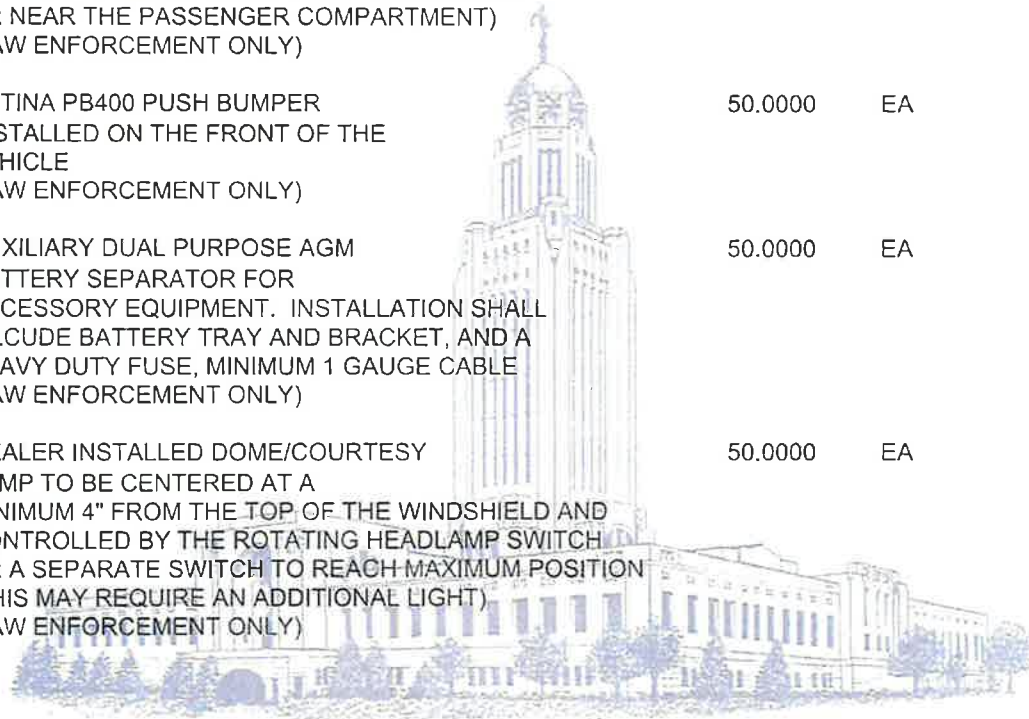 NEAR THE PASSENGER COMPARTMENT)
AW ENFORCEMENT ONLY)
TINA PB400 PUSH BUMPER 50.0000 EA
STALLED ON THE FRONT OF THE
HICLE
AW ENFORCEMENT ONLY)
XILIARY DUAL PURPOSE AGM 50.0000 EA
TTERY SEPARATOR FOR
CESSORY EQUIPMENT. INSTALLATION SHALL
LCUDE BATTERY TRAY AND BRACKET, AND A
AVY DUTY FUSE, MINIMUM 1 GAUGE CABLE
AW ENFORCEMENT ONLY)
ALER INSTALLED DOME/COURTESY 50.0000 EA
MP TO BE CENTERED AT A
NIMUM 4" FROM THE TOP OF THE WINDSHIELD AND
NTROLLED BY THE ROTATING HEADLAMP SWITCH
A SEPARATE SWITCH TO REACH MAXIMUM POSITION
HIS MAY REQUIRE AN ADDITIONAL LIGHT)
AW ENFORCEMENT ONLY)